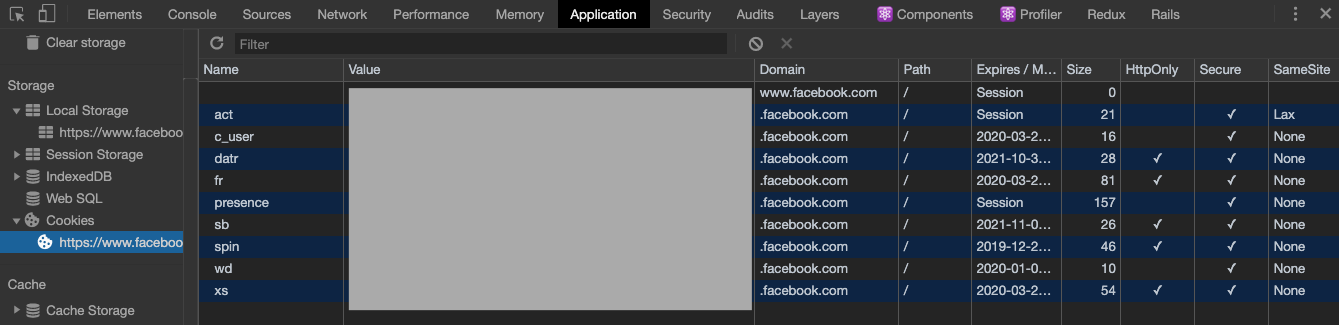 Elements Console Sources Network Performance Memory Application Security Audits Layers Components Profiler Redux Rails
Clear storage
Filter
Name Value Domain Path Expires / M... Size HttpOnly Secure SameSite
Storage
www.facebook.com / Session 0
Local Storage
act .facebook.com / Session 21 ✓ Lax
https://www.faceboo
c_user .facebook.com / 2020-03-2... 16 ✓ None
Session Storage
datr .facebook.com / 2021-10-3... 28 ✓ ✓ None
IndexedDB
fr .facebook.com / 2020-03-2... 81 ✓ ✓ None
Web SQL
presence .facebook.com / Session 157 ✓ None
Cookies
sb .facebook.com / 2021-11-0... 26 ✓ ✓ None
https://www.faceboo
spin .facebook.com / 2019-12-2... 46 ✓ ✓ None
wd .facebook.com / 2020-01-0... 10 ✓ None
Cache
xs .facebook.com / 2020-03-2... 54 ✓ ✓ None
Cache Storage